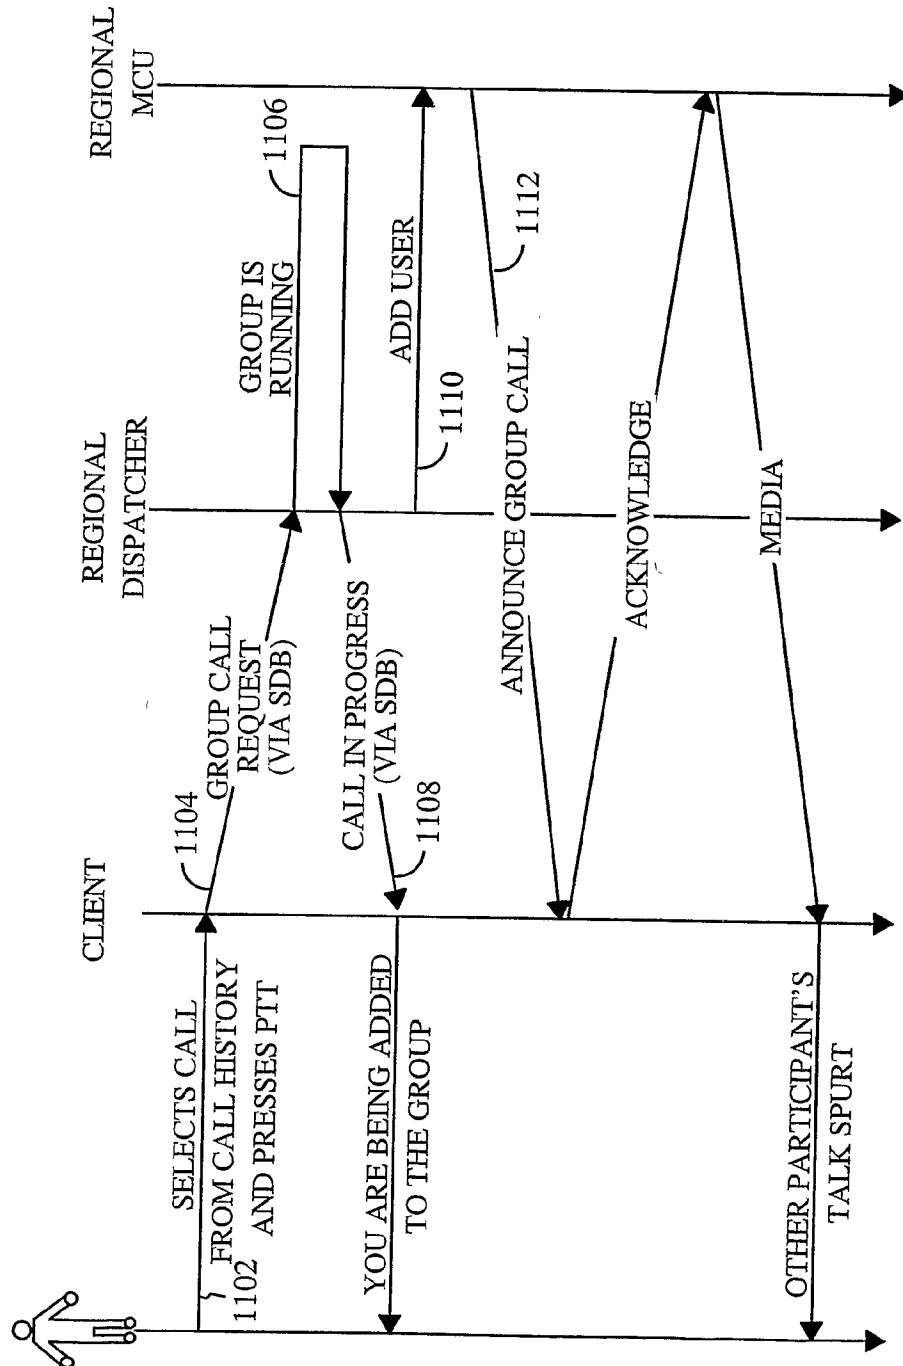 CLIENT
REGIONAL
DISPATCHER
REGIONAL
MCU
SELECTS CALL
FROM CALL HISTORY
AND PRESSES PTT
1102
1104
GROUP CALL
REQUEST
(VIA SDB)
GROUP IS
RUNNING
1106
CALL IN PROGRESS
(VIA SDB)
1108
YOU ARE BEING ADDED
TO THE GROUP
ADD USER
1110
1112
ANNOUNCE GROUP CALL
ACKNOWLEDGE
MEDIA
OTHER PARTICIPANT'S
TALK SPURT